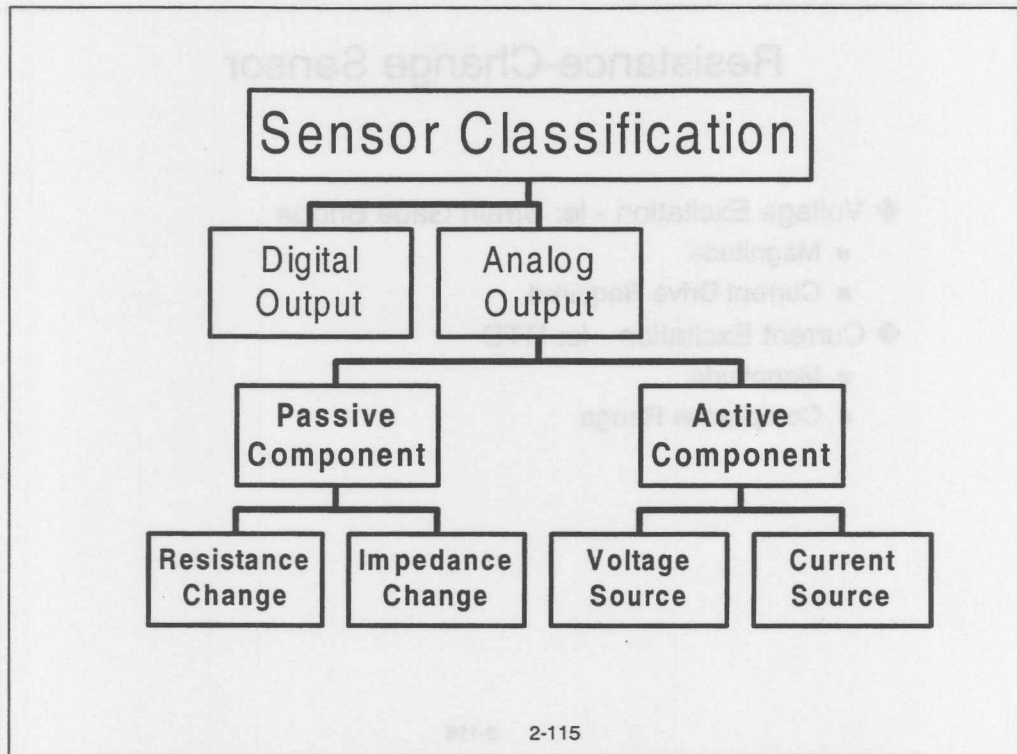 Sensor Classification
Digital
Output
Analog
Output
Passive
Component
Active
Component
Resistance
Change
Impedance
Change
Voltage
Source
Current
Source
2-115